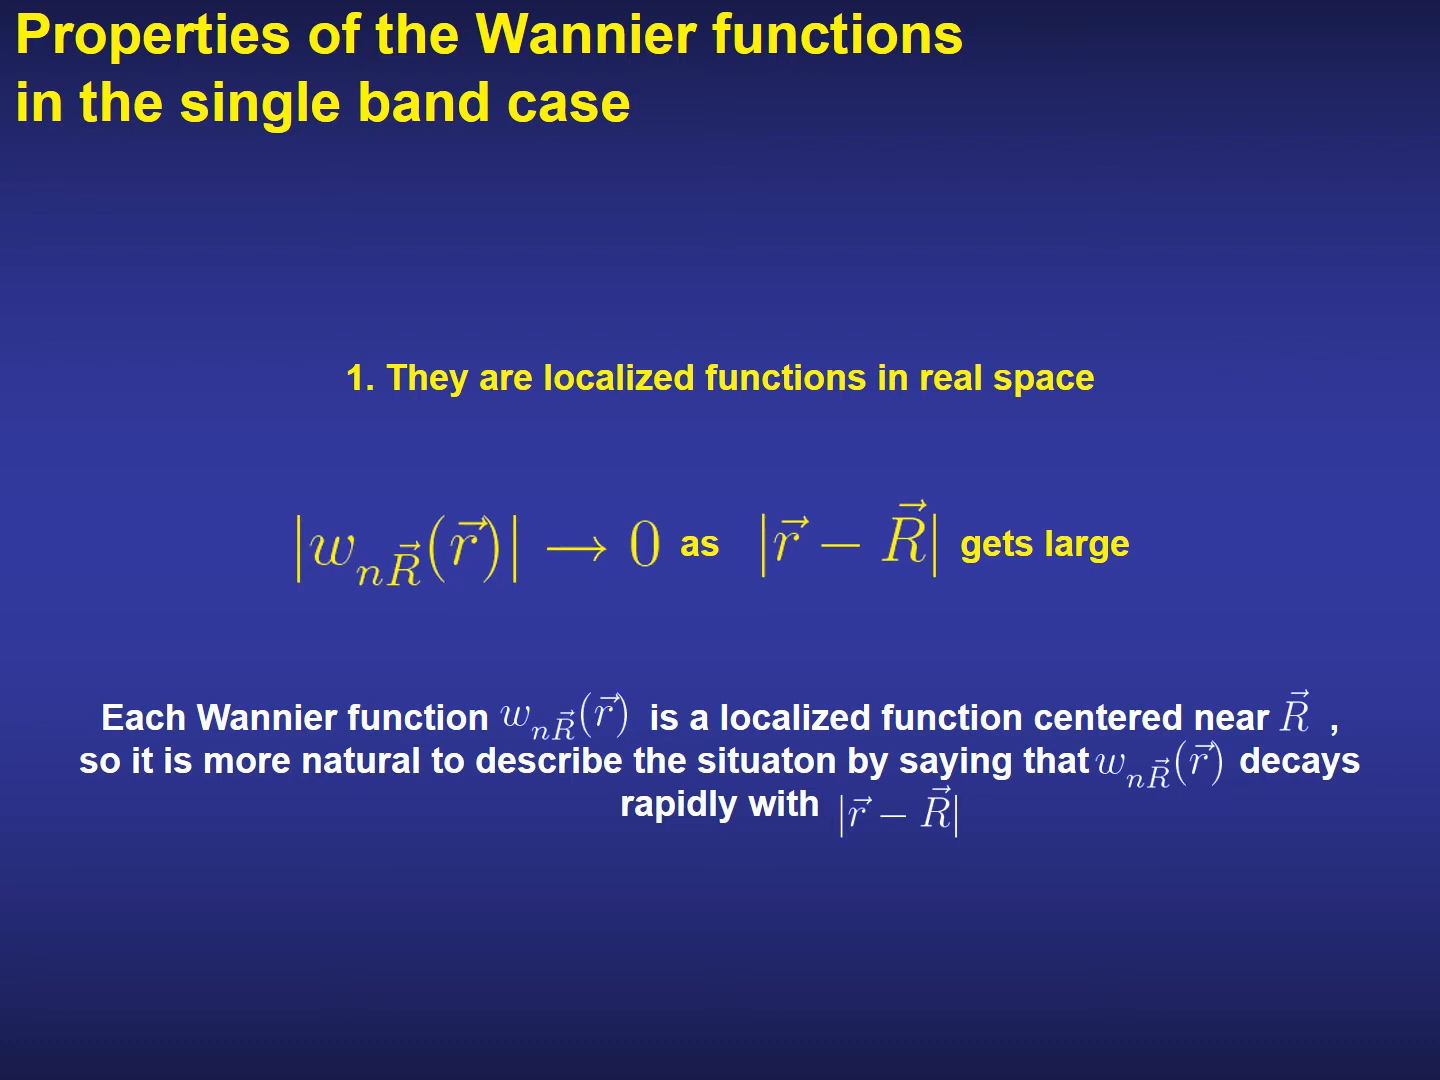 Properties of the Wannier functions
in the single band case
1. They are localized functions in real space
$|w_{n\vec{R}}(\vec{r})| \longrightarrow 0$ as $|\vec{r} - \vec{R}|$ gets large
Each Wannier function $w_{n\vec{R}}(\vec{r})$ is a localized function centered near $\vec{R}$ ,
so it is more natural to describe the situaton by saying that $w_{n\vec{R}}(\vec{r})$ decays
rapidly with $|\vec{r} - \vec{R}|$